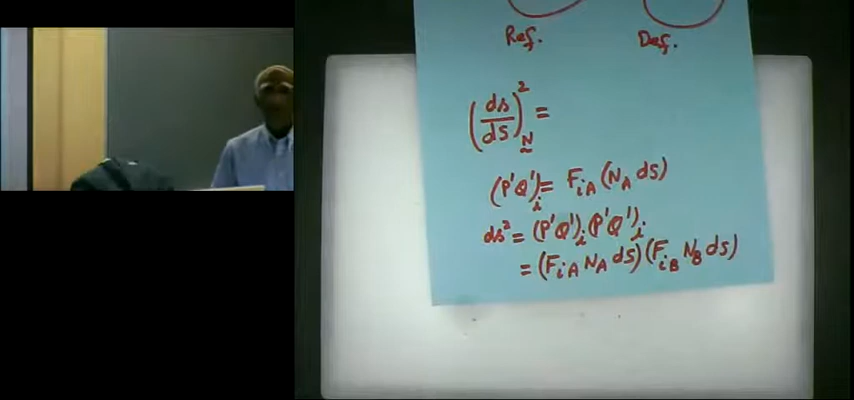 Ref. Def.
(ds/dS)²_N =
(P'Q')_i = F_iA (N_A dS)
ds² = (P'Q')_i (P'Q')_i
= (F_iA N_A dS)(F_iB N_B dS)